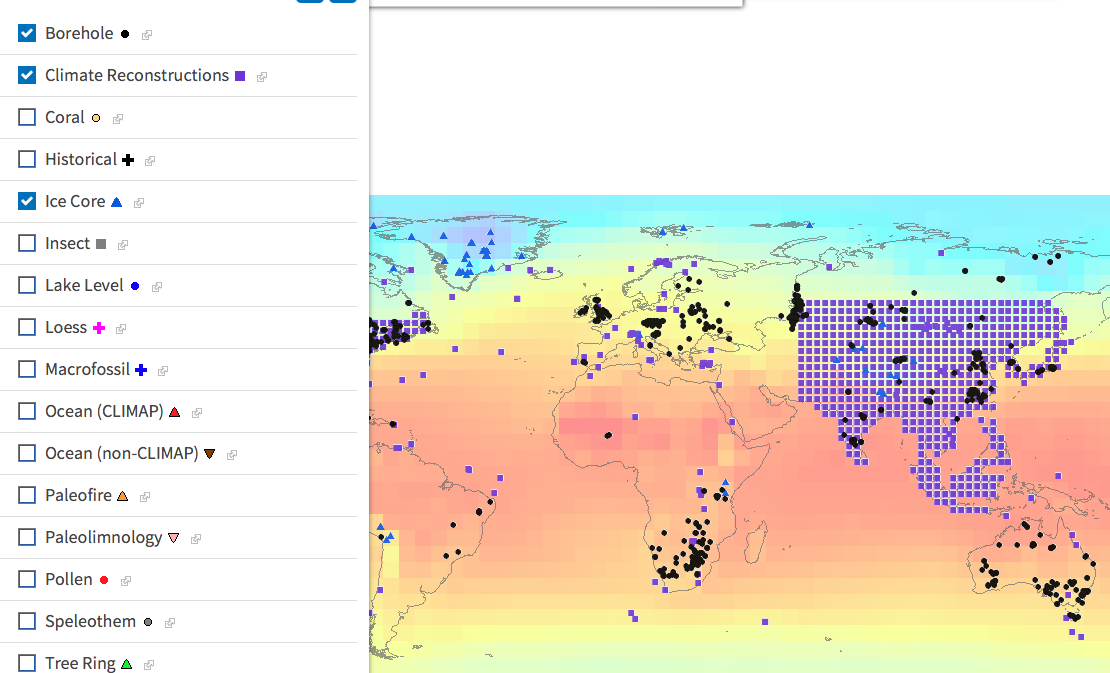 Borehole
Climate Reconstructions
Coral
Historical
Ice Core
Insect
Lake Level
Loess
Macrofossil
Ocean (CLIMAP)
Ocean (non-CLIMAP)
Paleofire
Paleolimnology
Pollen
Speleothem
Tree Ring